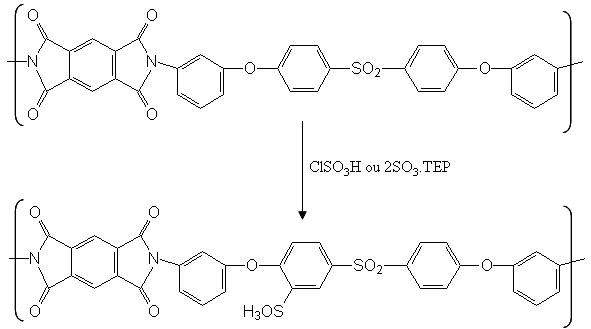 O O O O
N N O SO₂ O
ClSO₃H ou 2SO₃.TEP
O O O O
N N O SO₂ O
H₃OS